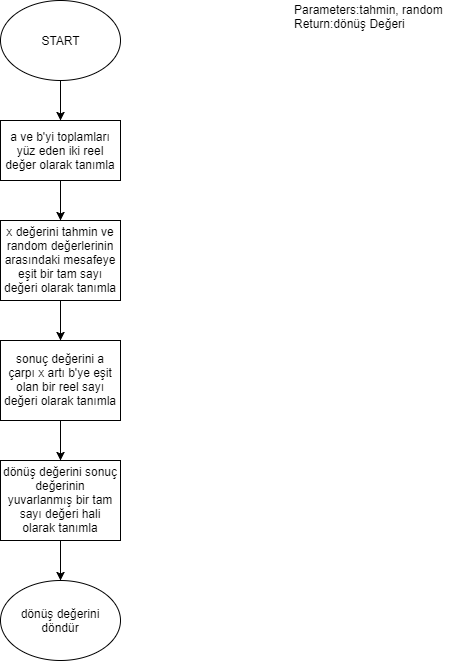 Parameters:tahmin, random
Return:dönüş Değeri
START
a ve b'yi toplamları
yüz eden iki reel
değer olarak tanımla
x değerini tahmin ve
random değerlerinin
arasındaki mesafeye
eşit bir tam sayı
değeri olarak tanımla
sonuç değerini a
çarpı x artı b'ye eşit
olan bir reel sayı
değeri olarak tanımla
dönüş değerini sonuç
değerinin
yuvarlanmış bir tam
sayı değeri hali
olarak tanımla
dönüş değerini
döndür